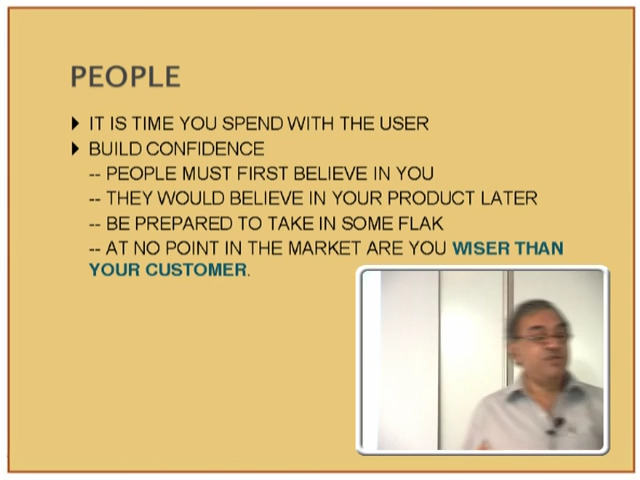 PEOPLE
IT IS TIME YOU SPEND WITH THE USER
BUILD CONFIDENCE
-- PEOPLE MUST FIRST BELIEVE IN YOU
-- THEY WOULD BELIEVE IN YOUR PRODUCT LATER
-- BE PREPARED TO TAKE IN SOME FLAK
-- AT NO POINT IN THE MARKET ARE YOU WISER THAN
YOUR CUSTOMER.